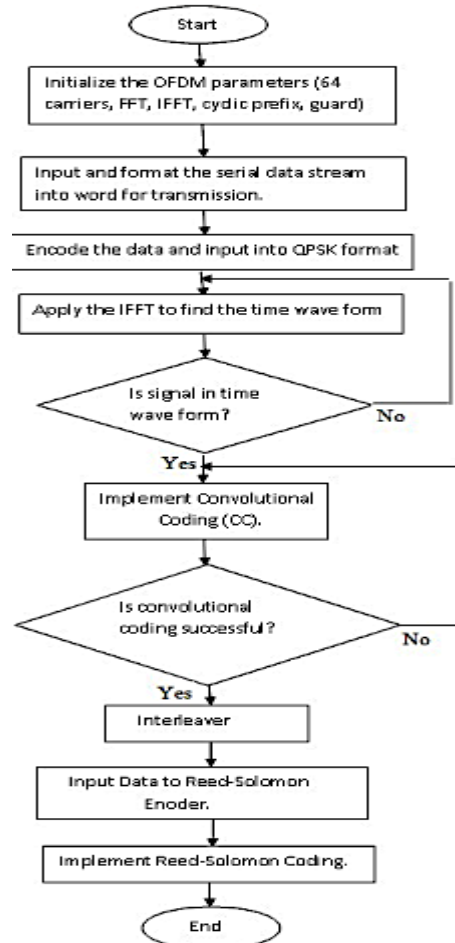 Start
Initialize the OFDM parameters (64
carriers, FFT, IFFT, cyclic prefix, guard)
Input and format the serial data stream
into word for transmission.
Encode the data and input into QPSK format
Apply the IFFT to find the time wave form
Is signal in time
wave form?
No
Yes
Implement Convolutional
Coding (CC).
Is convolutional
coding successful?
No
Yes
Interleaver
Input Data to Reed-Solomon
Enoder.
Implement Reed-Solomon Coding.
End